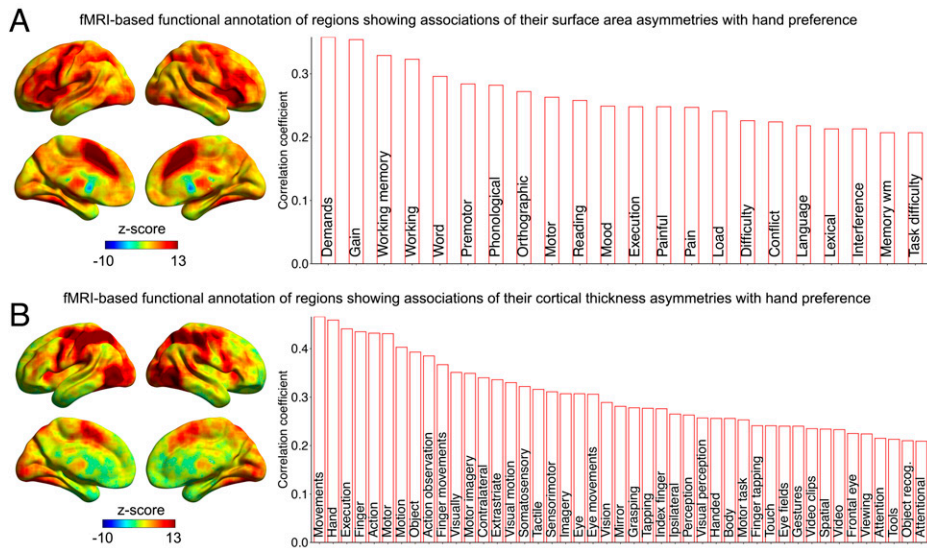 A
fMRI-based functional annotation of regions showing associations of their surface area asymmetries with hand preference
z-score
-10 13
Correlation coefficient
0.3
0.2
0.1
0.0
Demands
Gain
Working memory
Working
Word
Premotor
Phonological
Orthographic
Motor
Reading
Mood
Execution
Painful
Pain
Load
Difficulty
Conflict
Language
Lexical
Interference
Memory wm
Task difficulty
B
fMRI-based functional annotation of regions showing associations of their cortical thickness asymmetries with hand preference
z-score
-10 13
Correlation coefficient
0.4
0.3
0.2
0.1
0.0
Movements
Hand
Execution
Finger
Action
Motor
Motion
Object
Action observation
Finger movements
Visually
Motor imagery
Contralateral
Extrastriate
Visual motion
Somatosensory
Tactile
Sensorimotor
Imagery
Eye
Eye movements
Vision
Mirror
Grasping
Tapping
Index finger
Ipsilateral
Perception
Visual perception
Handed
Body
Motor task
Finger tapping
Touch
Eye fields
Gestures
Video clips
Spatial
Video
Frontal eye
Viewing
Attention
Tools
Object recog.
Attentional